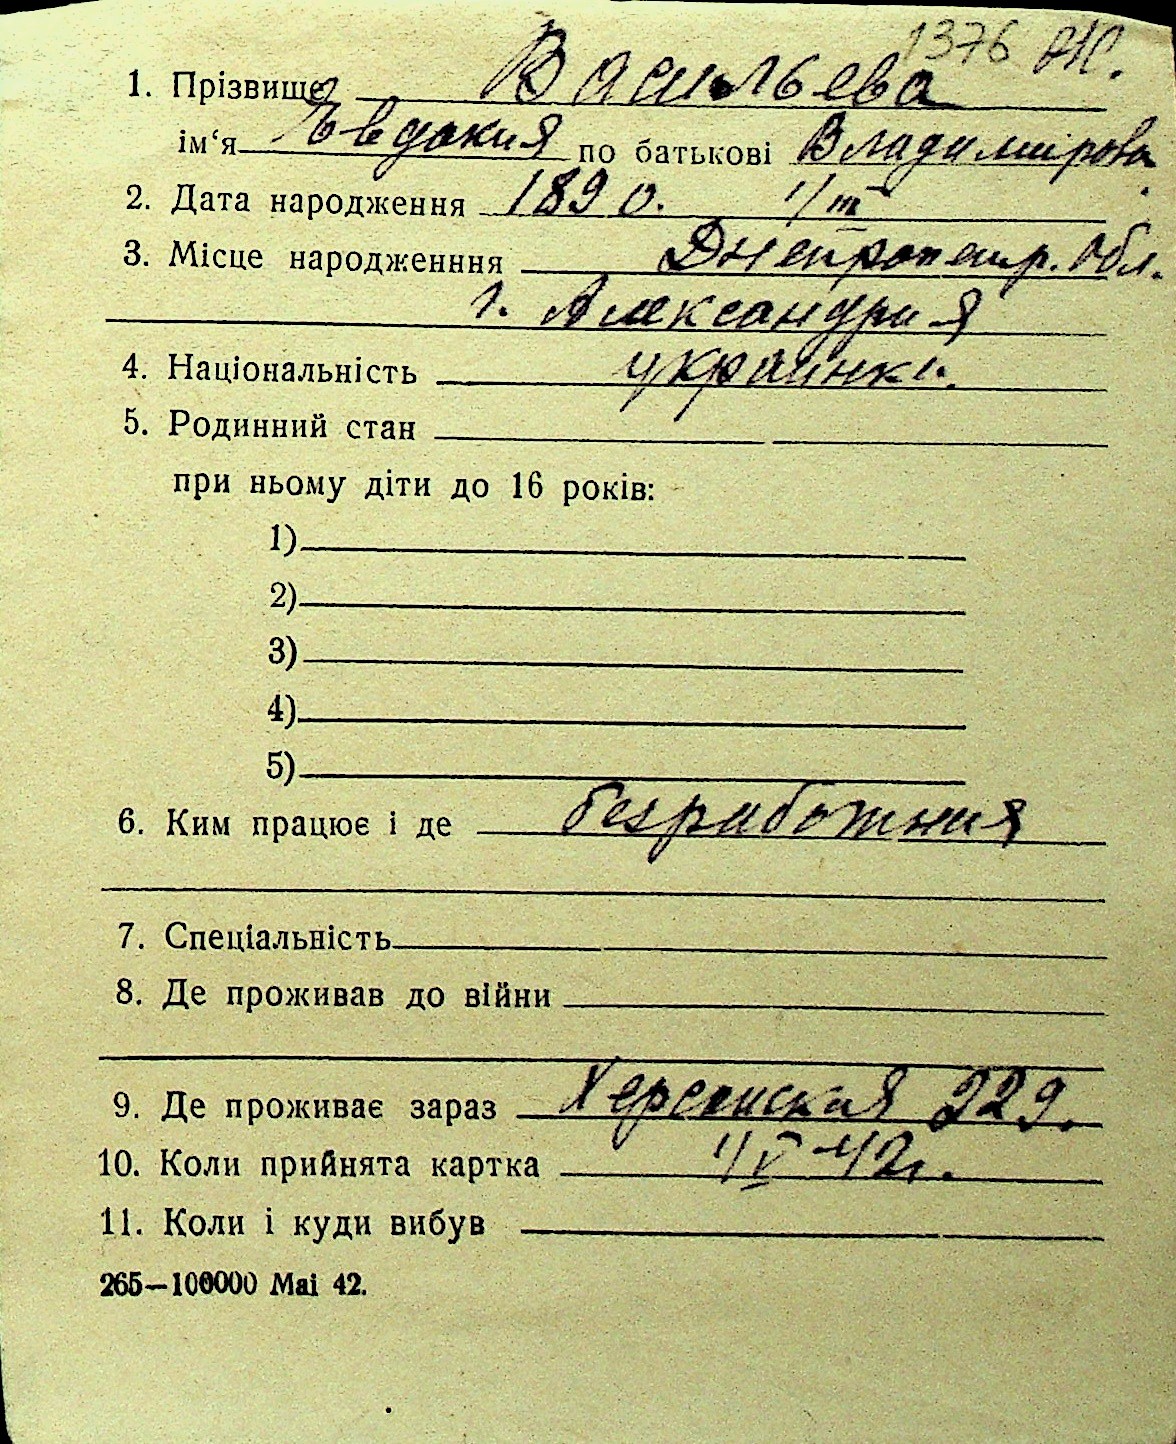 1376
1. Прізвище Васильева
ім‘я Евдокия по батькові Владимирова
2. Дата народження 1890. 1/III
3. Місце народженння Днепропетр. обл.
г. Александрия
4. Національність украинка.
5. Родинний стан
при ньому діти до 16 років:
1)
2)
3)
4)
5)
6. Ким працює і де безработная
7. Спеціальність
8. Де проживав до війни
9. Де проживає зараз Херсонская 229.
10. Коли прийнята картка 1/V 42г.
11. Коли і куди вибув
265—100000 Mai 42.